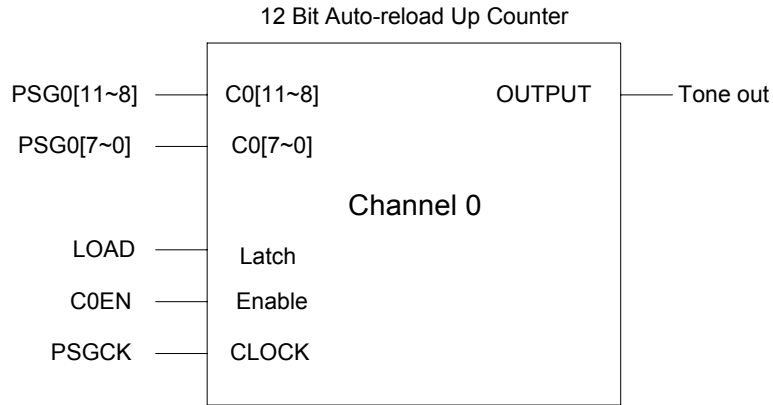 12 Bit Auto-reload Up Counter
PSG0[11~8] C0[11~8] OUTPUT Tone out
PSG0[7~0] C0[7~0]
Channel 0
LOAD Latch
C0EN Enable
PSGCK CLOCK